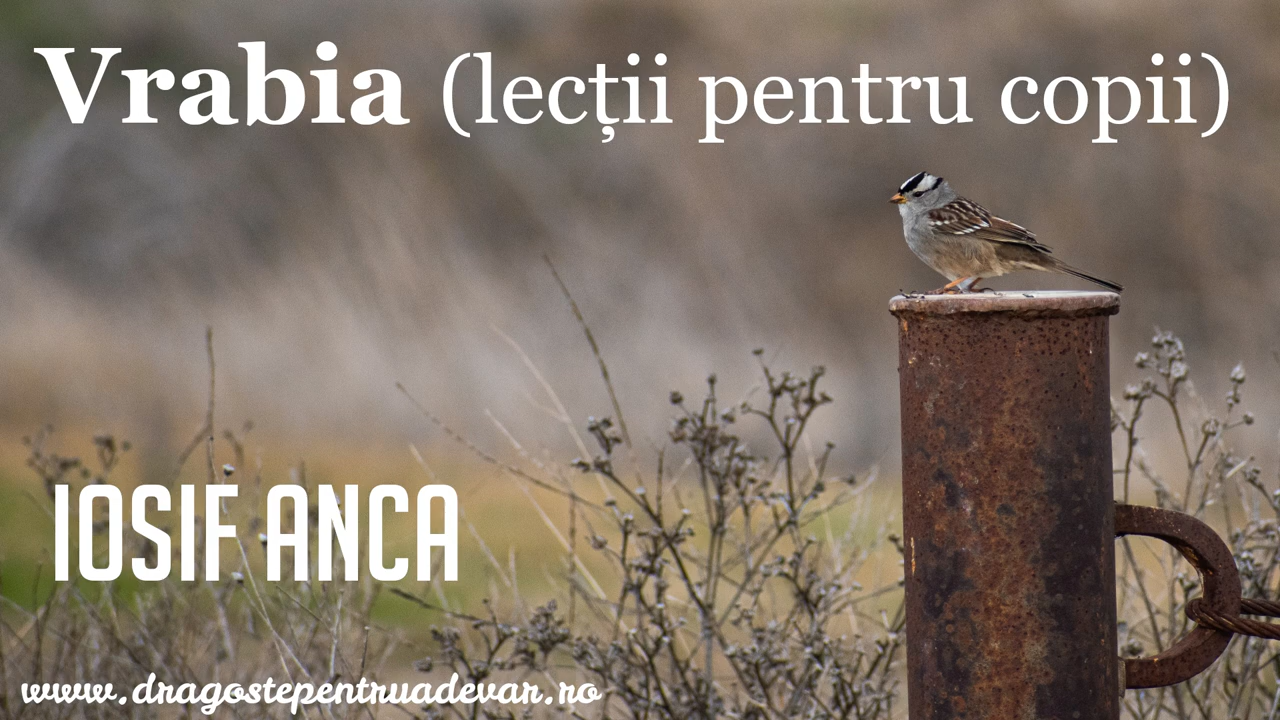 Vrabia (lecții pentru copii)
IOSIF ANCA
www.dragostepentruadevar.ro